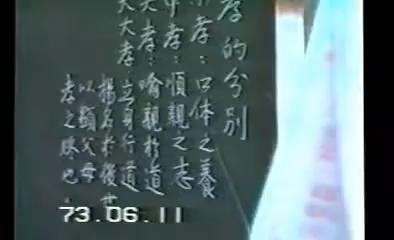 孝的分別
小孝：口体之養
中孝：順親之志
大孝：喻親於道
大大孝：立身行道
揚名於後世
以顯父母
孝之終也
73.06.11